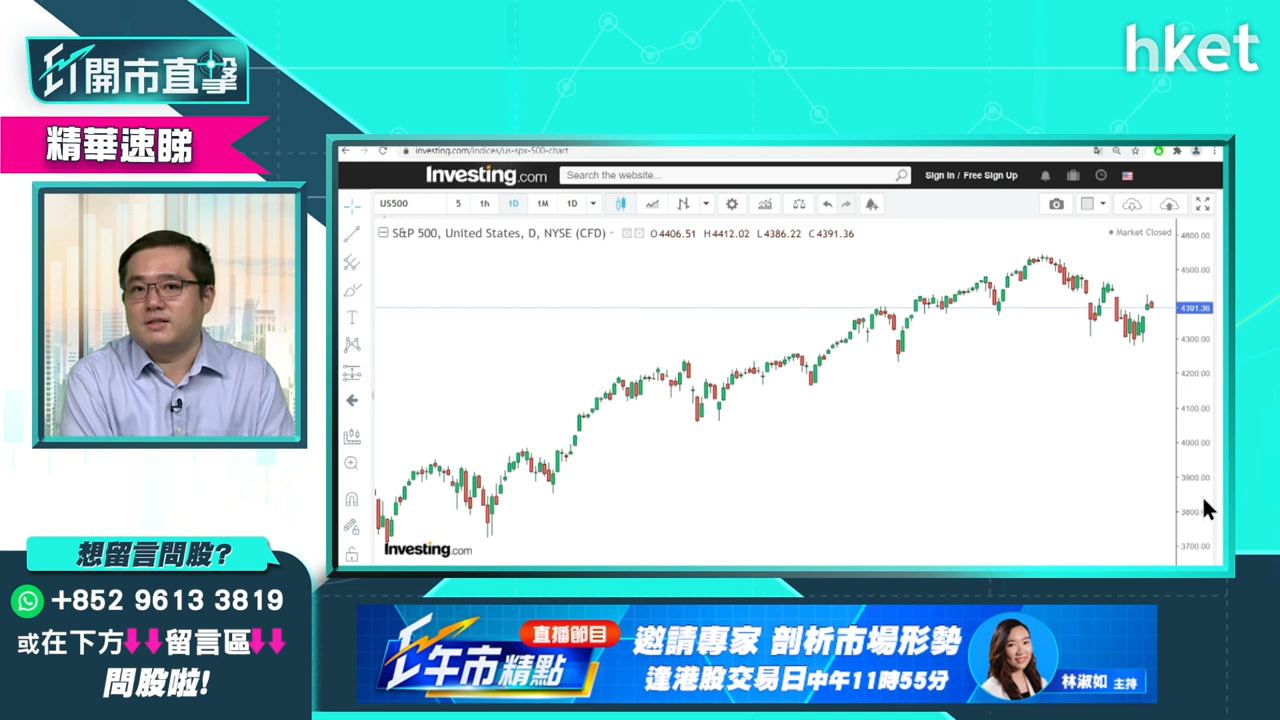 hket
ET開市直擊
精華速睇
investing.com/indices/us-spx-500-chart
Investing.com
Search the website...
Sign In / Free Sign Up
US500
5
1h
1D
1M
1D
S&P 500, United States, D, NYSE (CFD)
O4406.51 H4412.02 L4386.22 C4391.36
Market Closed
4600.00
4500.00
4391.36
4300.00
4200.00
4100.00
4000.00
3900.00
3800.00
3700.00
Investing.com
想留言問股?
+852 9613 3819
或在下方留言區
問股啦!
ET午市精點
直播節目
邀請專家 剖析市場形勢
逢港股交易日中午11時55分
林淑如 主持